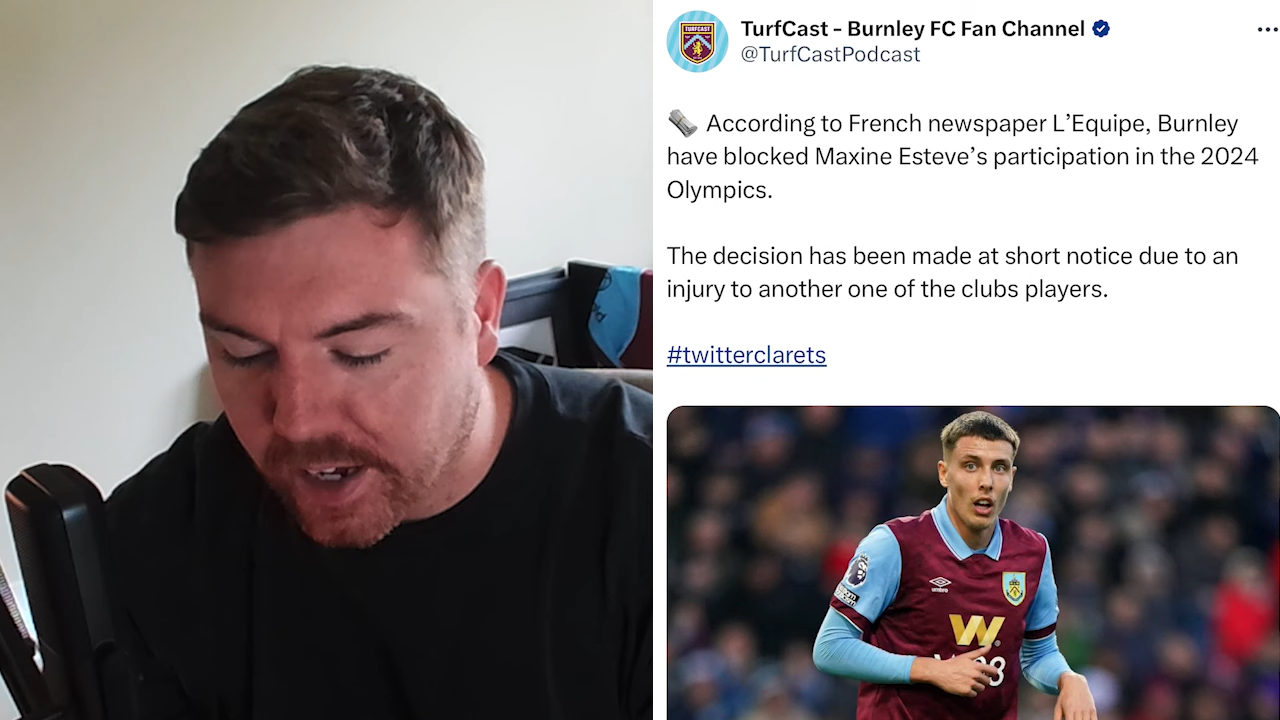 TurfCast - Burnley FC Fan Channel
@TurfCastPodcast
According to French newspaper L’Equipe, Burnley
have blocked Maxine Esteve’s participation in the 2024
Olympics.
The decision has been made at short notice due to an
injury to another one of the clubs players.
#twitterclarets
TURFCAST
umbro
W